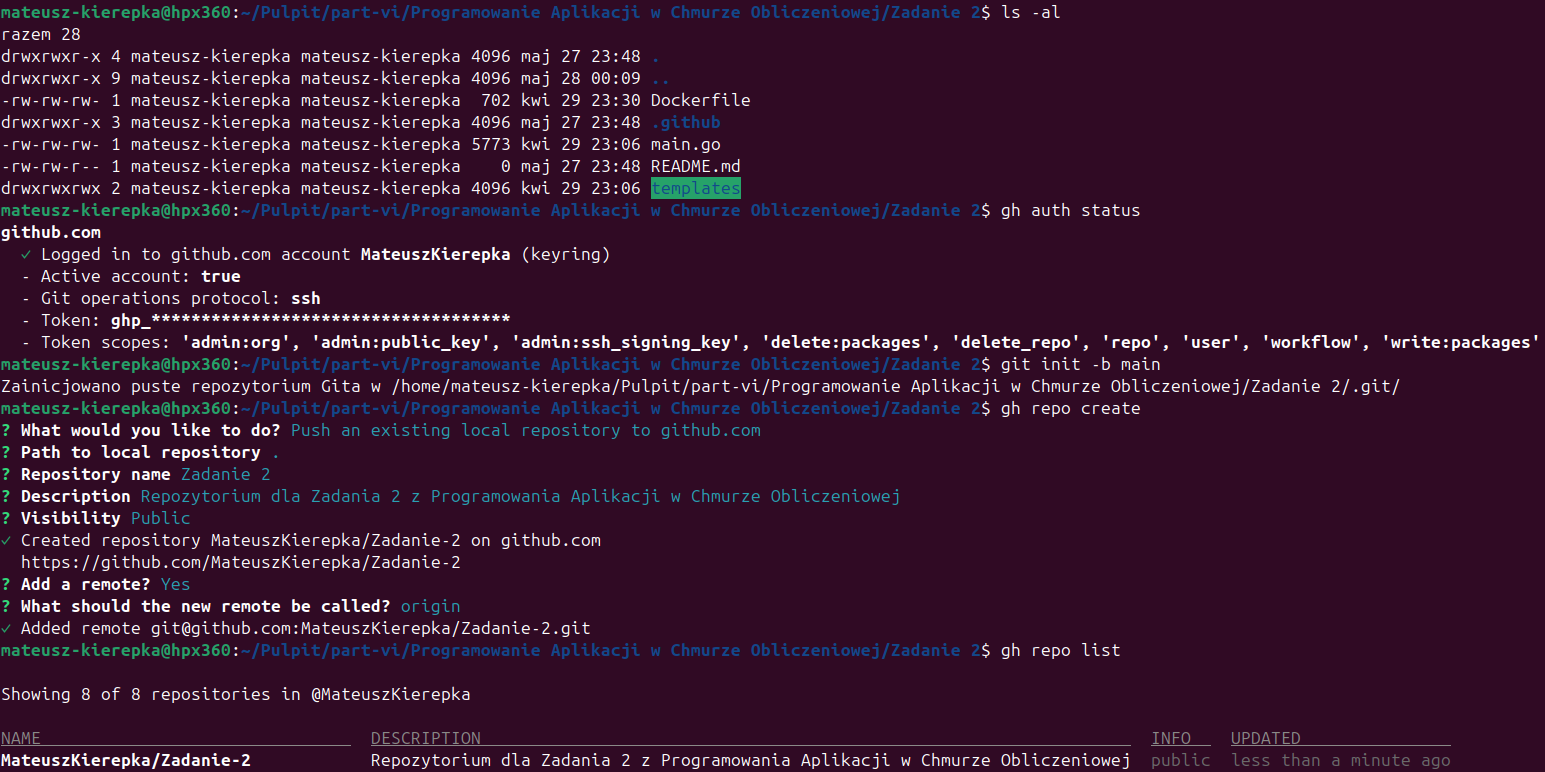 mateusz-kierepka@hpx360:~/Pulpit/part-vi/Programowanie Aplikacji w Chmurze Obliczeniowej/Zadanie 2$ ls -al
razem 28
drwxrwxr-x 4 mateusz-kierepka mateusz-kierepka 4096 maj 27 23:48 .
drwxrwxr-x 9 mateusz-kierepka mateusz-kierepka 4096 maj 28 00:09 ..
-rw-rw-rw- 1 mateusz-kierepka mateusz-kierepka  702 kwi 29 23:30 Dockerfile
drwxrwxr-x 3 mateusz-kierepka mateusz-kierepka 4096 maj 27 23:48 .github
-rw-rw-rw- 1 mateusz-kierepka mateusz-kierepka 5773 kwi 29 23:06 main.go
-rw-rw-r-- 1 mateusz-kierepka mateusz-kierepka    0 maj 27 23:48 README.md
drwxrwxrwx 2 mateusz-kierepka mateusz-kierepka 4096 kwi 29 23:06 templates
mateusz-kierepka@hpx360:~/Pulpit/part-vi/Programowanie Aplikacji w Chmurze Obliczeniowej/Zadanie 2$ gh auth status
github.com
  ✓ Logged in to github.com account MateuszKierepka (keyring)
  - Active account: true
  - Git operations protocol: ssh
  - Token: ghp_************************************
  - Token scopes: 'admin:org', 'admin:public_key', 'admin:ssh_signing_key', 'delete:packages', 'delete_repo', 'repo', 'user', 'workflow', 'write:packages'
mateusz-kierepka@hpx360:~/Pulpit/part-vi/Programowanie Aplikacji w Chmurze Obliczeniowej/Zadanie 2$ git init -b main
Zainicjowano puste repozytorium Gita w /home/mateusz-kierepka/Pulpit/part-vi/Programowanie Aplikacji w Chmurze Obliczeniowej/Zadanie 2/.git/
mateusz-kierepka@hpx360:~/Pulpit/part-vi/Programowanie Aplikacji w Chmurze Obliczeniowej/Zadanie 2$ gh repo create
? What would you like to do? Push an existing local repository to github.com
? Path to local repository .
? Repository name Zadanie 2
? Description Repozytorium dla Zadania 2 z Programowania Aplikacji w Chmurze Obliczeniowej
? Visibility Public
✓ Created repository MateuszKierepka/Zadanie-2 on github.com
  https://github.com/MateuszKierepka/Zadanie-2
? Add a remote? Yes
? What should the new remote be called? origin
✓ Added remote git@github.com:MateuszKierepka/Zadanie-2.git
mateusz-kierepka@hpx360:~/Pulpit/part-vi/Programowanie Aplikacji w Chmurze Obliczeniowej/Zadanie 2$ gh repo list
Showing 8 of 8 repositories in @MateuszKierepka
NAME DESCRIPTION INFO UPDATED
MateuszKierepka/Zadanie-2 Repozytorium dla Zadania 2 z Programowania Aplikacji w Chmurze Obliczeniowej public less than a minute ago